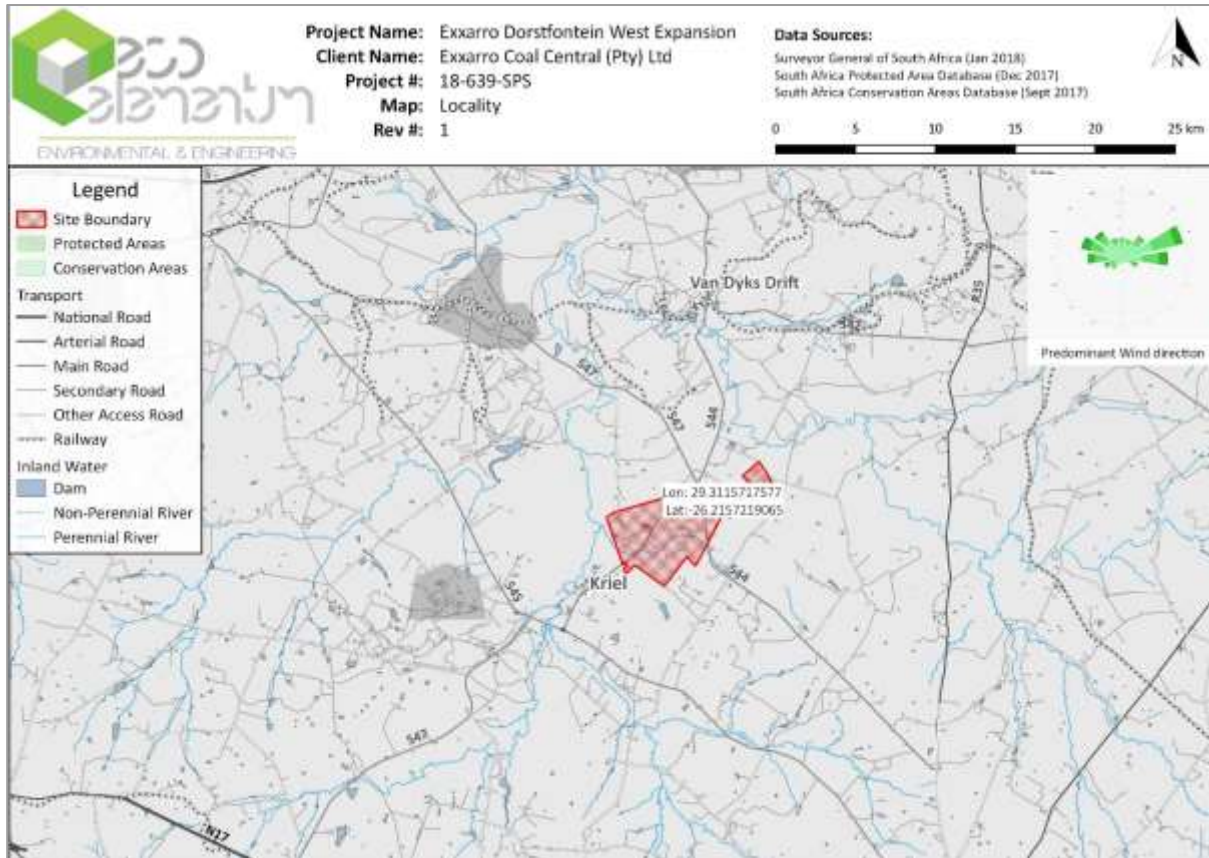 eco
elementum
ENVIRONMENTAL & ENGINEERING
Project Name: Exxarro Dorstfontein West Expansion
Client Name: Exxarro Coal Central (Pty) Ltd
Project #: 18-639-SPS
Map: Locality
Rev #: 1
Data Sources:
Surveyor General of South Africa (Jan 2018)
South Africa Protected Area Database (Dec 2017)
South Africa Conservation Areas Database (Sept 2017)
N
0 5 10 15 20 25 km
Legend
Site Boundary
Protected Areas
Conservation Areas
Transport
National Road
Arterial Road
Main Road
Secondary Road
Other Access Road
Railway
Inland Water
Dam
Non-Perennial River
Perennial River
Predominant Wind direction
Van Dyks Drift
R35
542
547
547
544
Lon: 29.3115717577
Lat:-26.2157219065
Kriel
544
545
547
N17